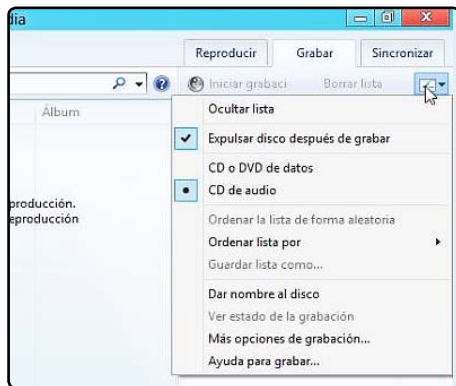 dia
Reproducir Grabar Sincronizar
Iniciar grabaci Borrar lista
Álbum
Ocultar lista
Expulsar disco después de grabar
CD o DVD de datos
CD de audio
producción.
eproducción
Ordenar la lista de forma aleatoria
Ordenar lista por
Guardar lista como...
Dar nombre al disco
Ver estado de la grabación
Más opciones de grabación...
Ayuda para grabar...